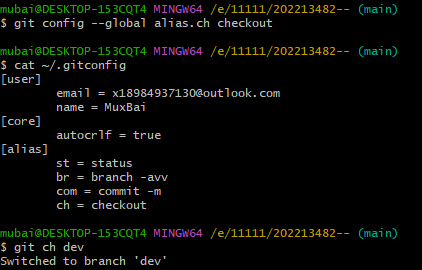 mubai@DESKTOP-153CQT4 MINGW64 /e/11111/202213482-- (main)
$ git config --global alias.ch checkout
mubai@DESKTOP-153CQT4 MINGW64 /e/11111/202213482-- (main)
$ cat ~/.gitconfig
[user]
        email = x18984937130@outlook.com
        name = MuxBai
[core]
        autocrlf = true
[alias]
        st = status
        br = branch -avv
        com = commit -m
        ch = checkout
mubai@DESKTOP-153CQT4 MINGW64 /e/11111/202213482-- (main)
$ git ch dev
Switched to branch 'dev'